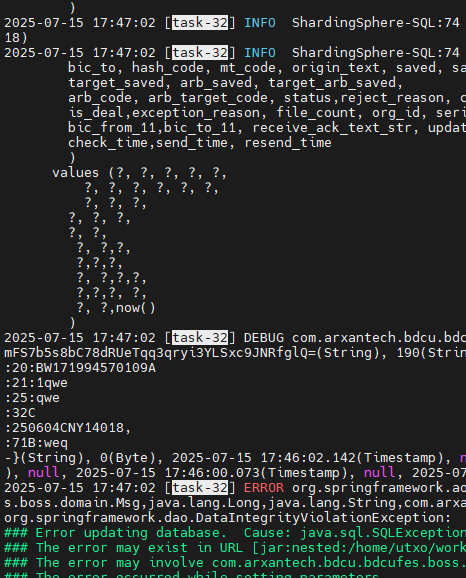 )
2025-07-15 17:47:02 [task-32] INFO  ShardingSphere-SQL:74
18)
2025-07-15 17:47:02 [task-32] INFO  ShardingSphere-SQL:74
bic_to, hash_code, mt_code, origin_text, saved, sa
target_saved, arb_saved, target_arb_saved,
arb_code, arb_target_code, status,reject_reason, c
is_deal,exception_reason, file_count, org_id, seri
bic_from_11,bic_to_11, receive_ack_text_str, updat
check_time,send_time, resend_time
)
values (?, ?, ?, ?, ?,
?, ?, ?, ?, ?, ?,
?, ?, ?,
?, ?, ?,
?, ?,
?, ?,?,
?,?,?,
?, ?,?,?,
?,?,?, ?,
?, ?,now()
)
2025-07-15 17:47:02 [task-32] DEBUG com.arxantech.bdcu.bdc
mFS7b5s8bC78dRUeTqq3qryi3YLSxc9JNRfglQ=(String), 190(Strin
:20:BW171994570109A
:21:1qwe
:25:qwe
:32C
:250604CNY14018,
:71B:weq
-}(String), 0(Byte), 2025-07-15 17:46:02.142(Timestamp), n
), null, 2025-07-15 17:46:00.073(Timestamp), null, 2025-07
2025-07-15 17:47:02 [task-32] ERROR org.springframework.ao
s.boss.domain.Msg,java.lang.Long,java.lang.String,com.arxa
org.springframework.dao.DataIntegrityViolationException:
### Error updating database.  Cause: java.sql.SQLException
### The error may exist in URL [jar:nested:/home/utxo/boss
### The error may involve com.arxantech.bdcu.bdcufes.boss.
### The error occurred while setting parameters